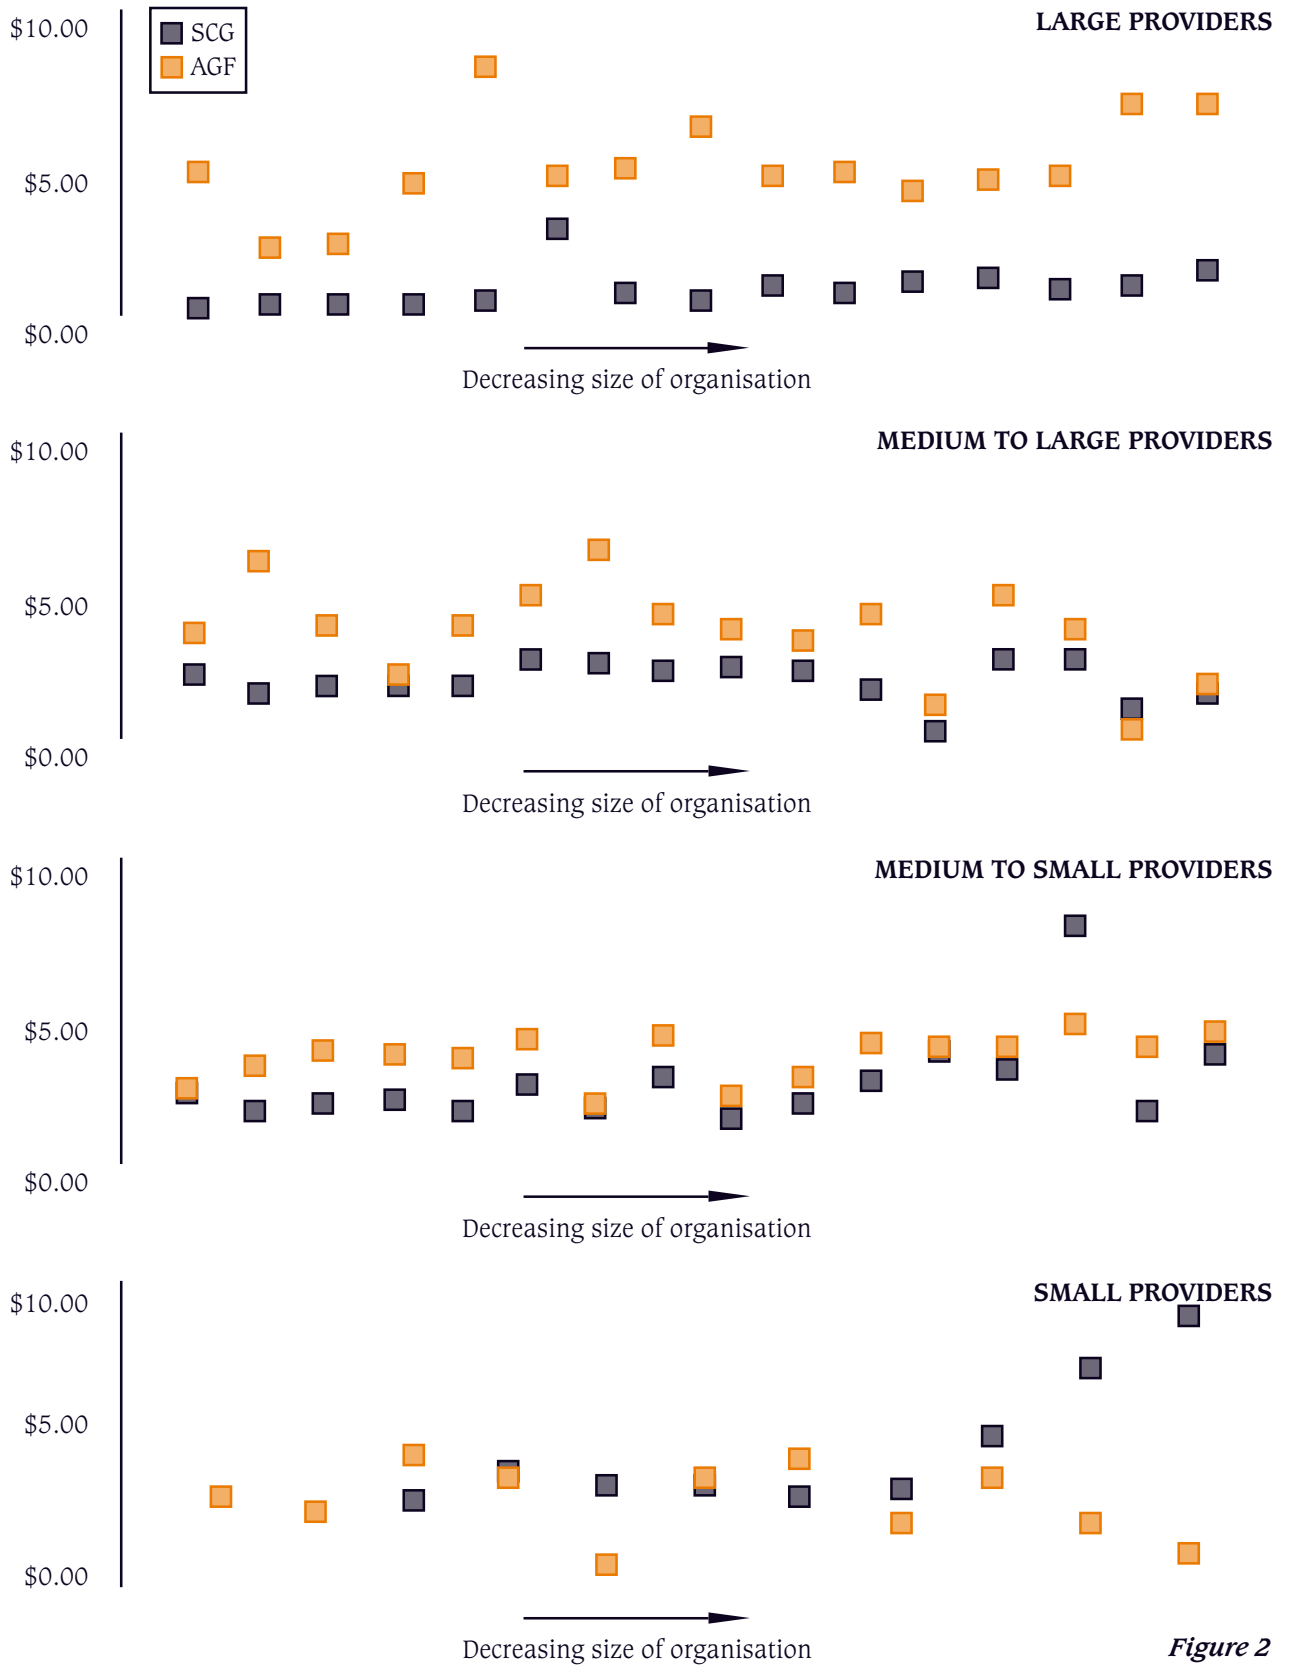 LARGE PROVIDERS
$10.00
SCG
AGF
$5.00
$0.00
Decreasing size of organisation
MEDIUM TO LARGE PROVIDERS
$10.00
$5.00
$0.00
Decreasing size of organisation
MEDIUM TO SMALL PROVIDERS
$10.00
$5.00
$0.00
Decreasing size of organisation
SMALL PROVIDERS
$10.00
$5.00
$0.00
Decreasing size of organisation
Figure 2